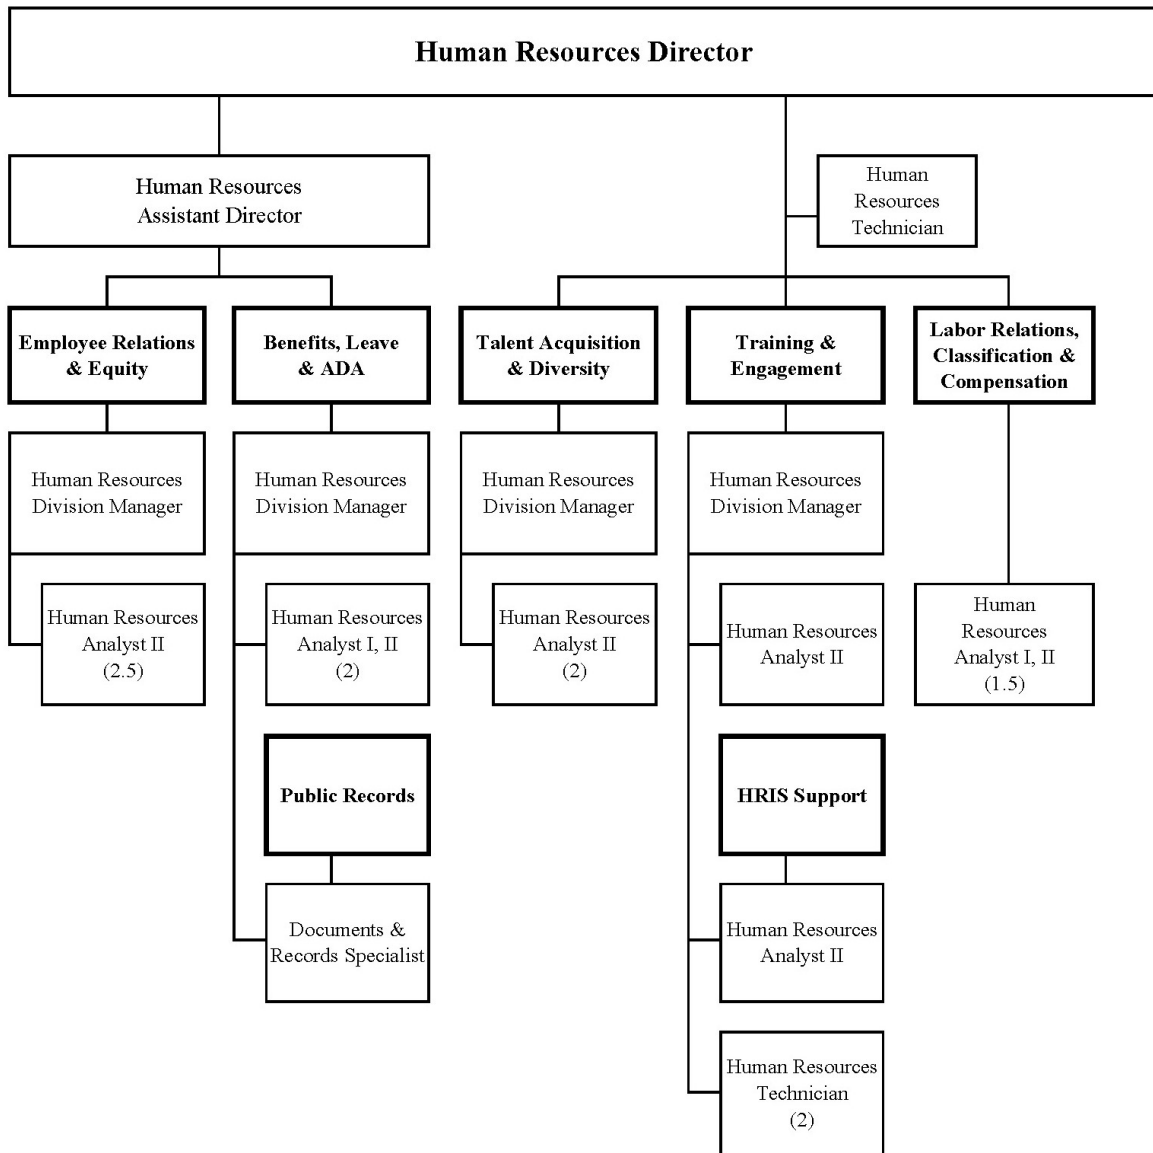 Human Resources Director
Human Resources
Assistant Director
Human
Resources
Technician
Employee Relations
& Equity
Benefits, Leave
& ADA
Talent Acquisition
& Diversity
Training &
Engagement
Labor Relations,
Classification &
Compensation
Human Resources
Division Manager
Human Resources
Division Manager
Human Resources
Division Manager
Human Resources
Division Manager
Human Resources
Analyst II
(2.5)
Human Resources
Analyst I, II
(2)
Human Resources
Analyst II
(2)
Human Resources
Analyst II
Human
Resources
Analyst I, II
(1.5)
Public Records
HRIS Support
Documents &
Records Specialist
Human Resources
Analyst II
Human Resources
Technician
(2)